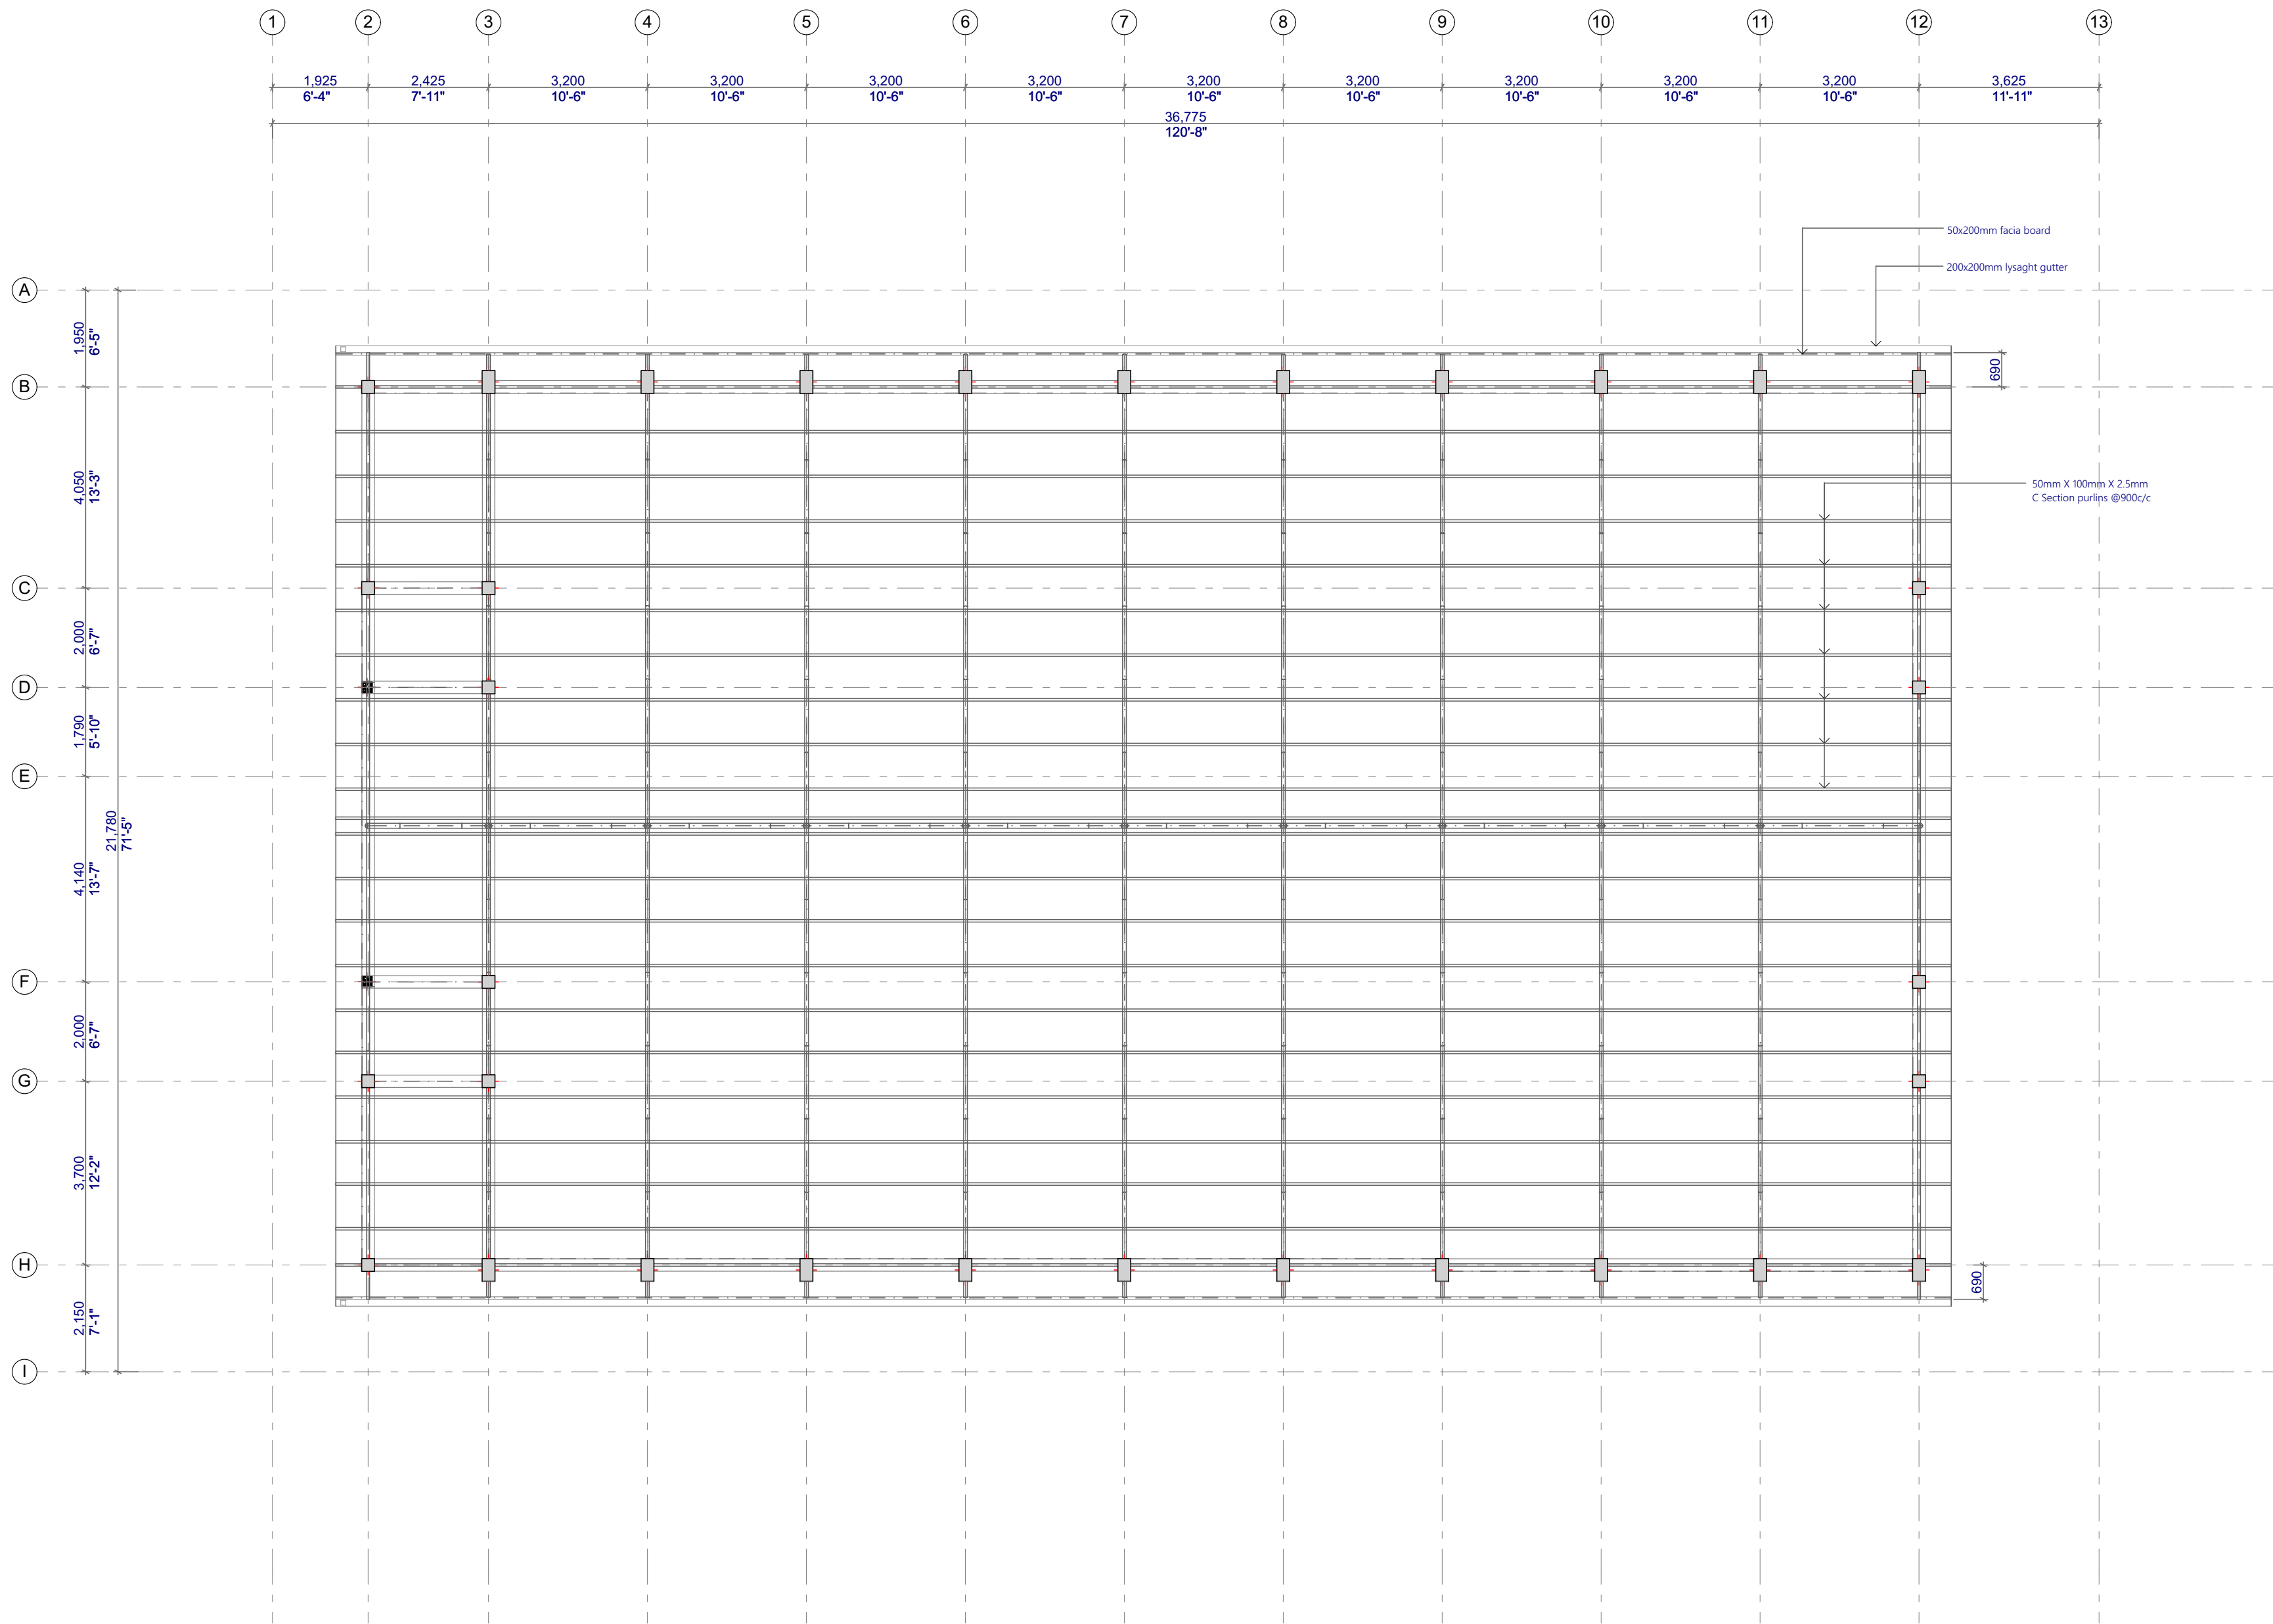 1 2 3 4 5 6 7 8 9 10 11 12 13
1,925 2,425 3,200 3,200 3,200 3,200 3,200 3,200 3,200 3,200 3,200 3,625
6'-4" 7'-11" 10'-6" 10'-6" 10'-6" 10'-6" 10'-6" 10'-6" 10'-6" 10'-6" 10'-6" 11'-11"
36,775
120'-8"
50x200mm facia board
200x200mm lysaght gutter
A
1,950
6'-5"
690
B
4,050
13'-3"
50mm X 100mm X 2.5mm
C Section purlins @900c/c
C
2,000
6'-7"
D
1,790
5'-10"
E
21,780
71'-5"
4,140
13'-7"
F
2,000
6'-7"
G
3,700
12'-2"
H
690
2,150
7'-1"
I